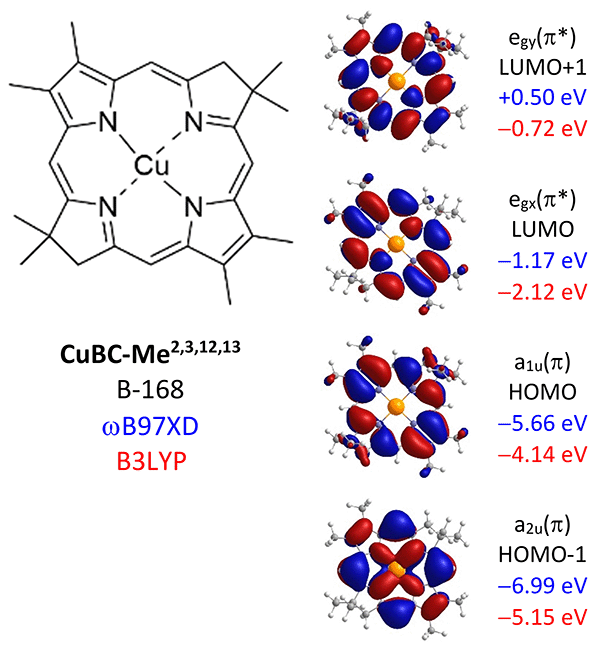 N
N
Cu
N
N
CuBC-Me2,3,12,13
B-168
ωB97XD
B3LYP
egy(π*)
LUMO+1
+0.50 eV
−0.72 eV
egx(π*)
LUMO
−1.17 eV
−2.12 eV
a1u(π)
HOMO
−5.66 eV
−4.14 eV
a2u(π)
HOMO-1
−6.99 eV
−5.15 eV